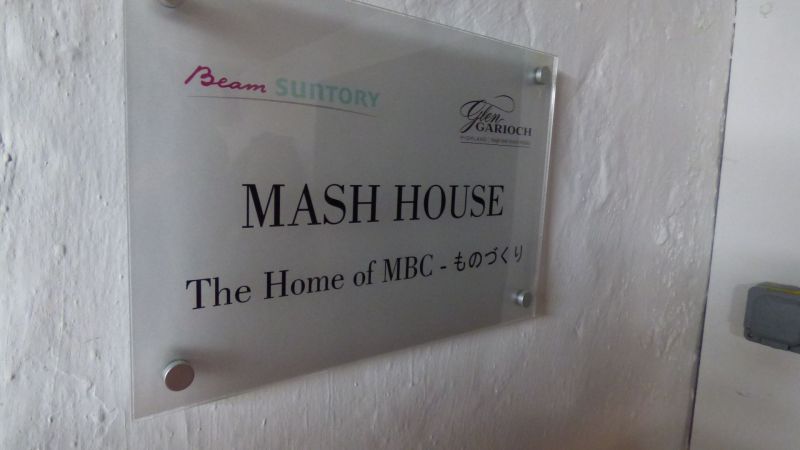 Beam SUNTORY
Glen
GARIOCH
MASH HOUSE
The Home of MBC - ものづくり